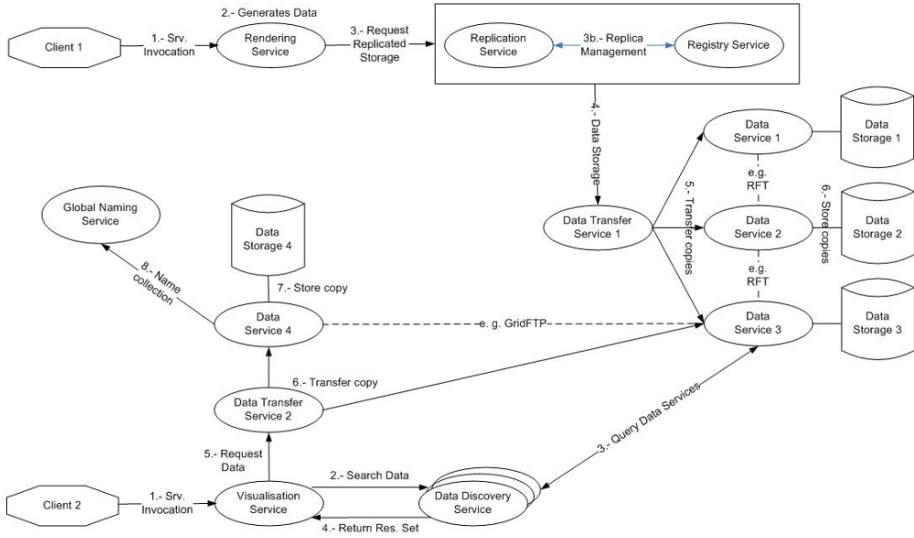 2.- Generates Data
Client 1
1.- Srv.
Invocation
Rendering
Service
3.- Request
Replicated
Storage
Replication
Service
3b.- Replica
Management
Registry Service
4.- Data Storage
Data
Service 1
Data
Storage 1
e.g.
RFT
5.- Transfer
copies
6.- Store copies
Global Naming
Service
Data
Storage 4
Data Transfer
Service 1
Data
Service 2
Data
Storage 2
e.g.
RFT
8.- Name
collection
7.- Store copy
Data
Service 4
e. g. GridFTP
Data
Service 3
Data
Storage 3
6.- Transfer copy
Data Transfer
Service 2
3.- Query Data Services
5.- Request
Data
2.- Search Data
Client 2
1.- Srv.
Invocation
Visualisation
Service
Data Discovery
Service
4.- Return Res. Set